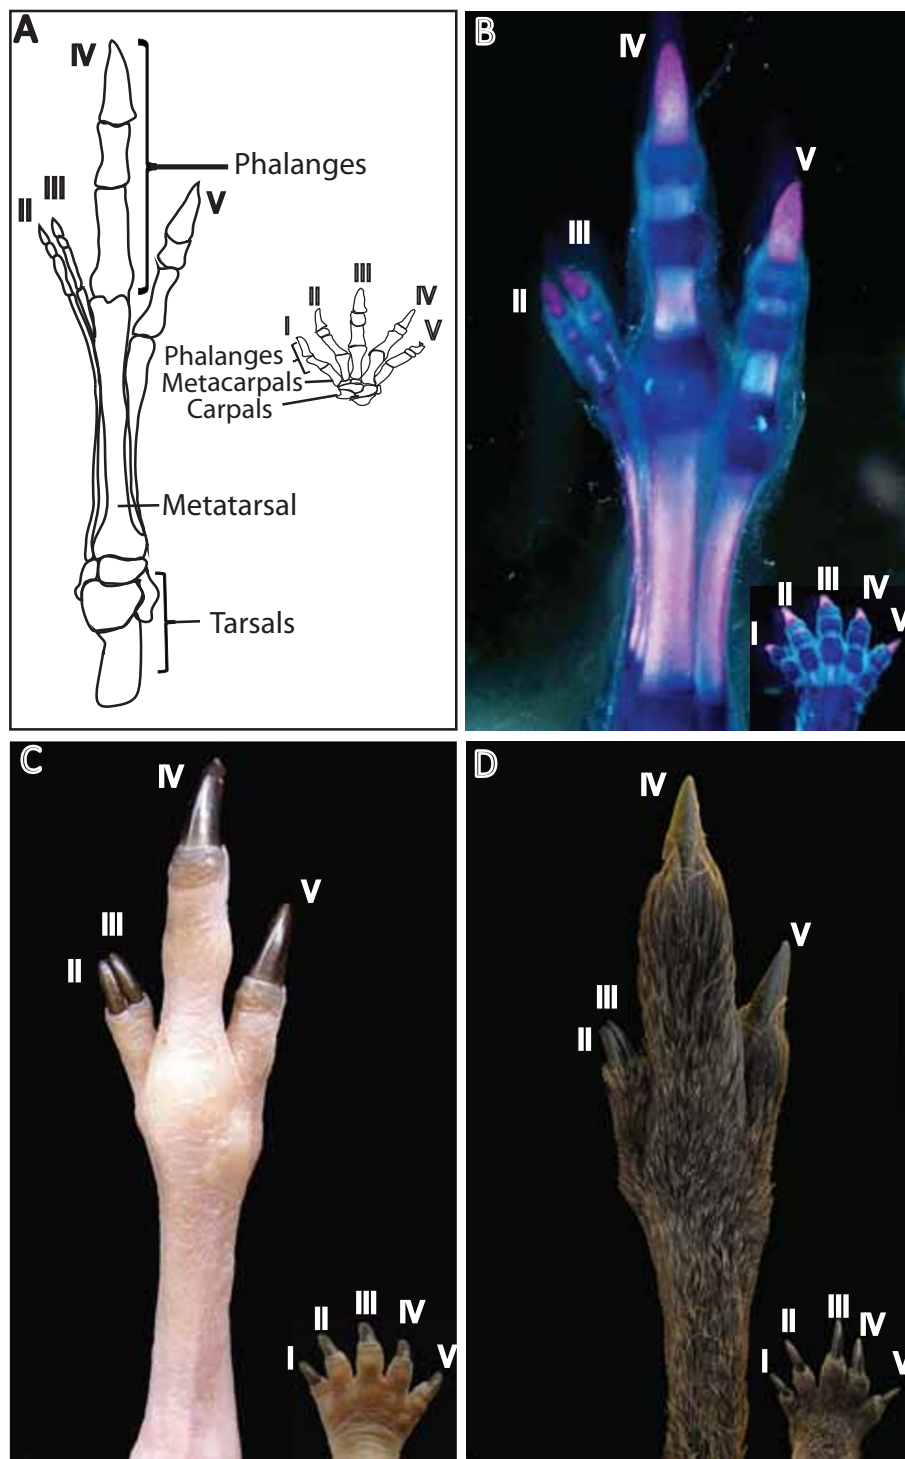 A
IV
Phalanges
III
II
V
III
II
IV
I
V
Phalanges
Metacarpals
Carpals
Metatarsal
Tarsals
B
IV
V
III
II
III
II
IV
I
V
C
IV
V
III
II
III
II
IV
I
V
D
IV
V
III
II
III
II
IV
I
V